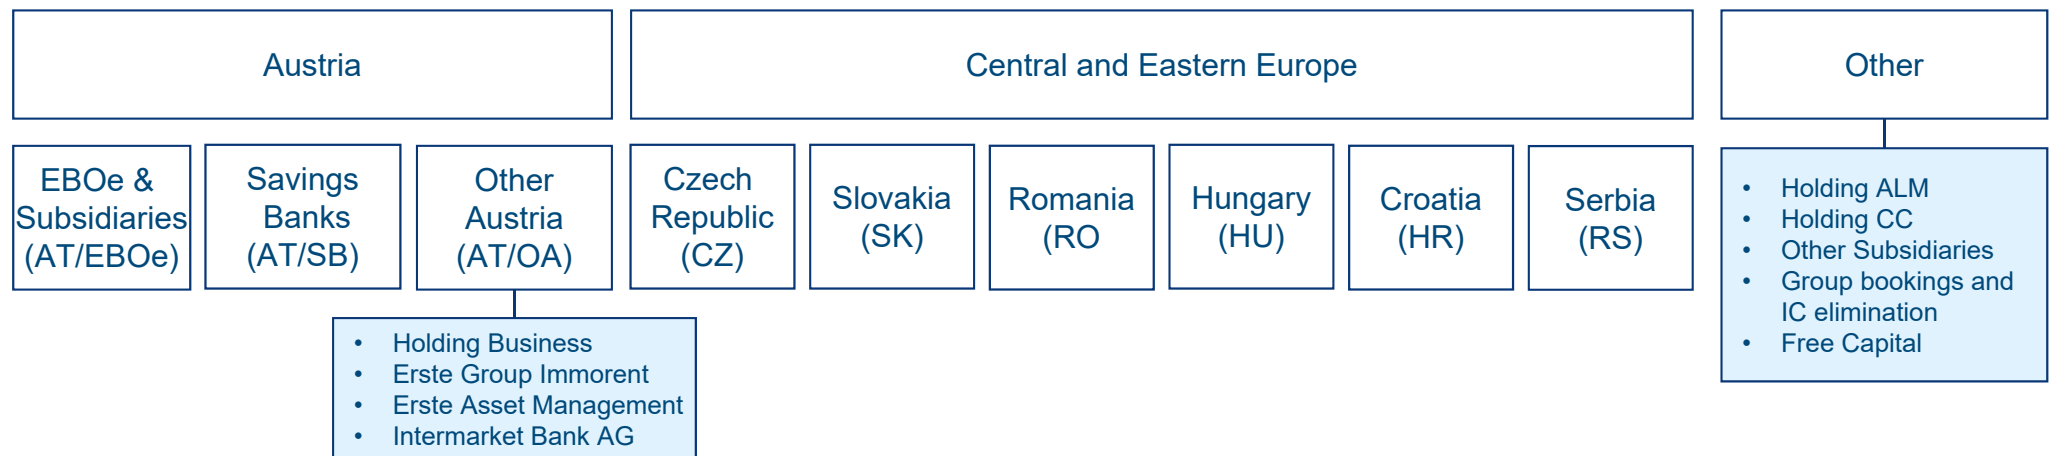 Austria
Central and Eastern Europe
Other
EBOe &
Subsidiaries
(AT/EBOe)
Savings
Banks
(AT/SB)
Other
Austria
(AT/OA)
Czech
Republic
(CZ)
Slovakia
(SK)
Romania
(RO
Hungary
(HU)
Croatia
(HR)
Serbia
(RS)
• Holding ALM
• Holding CC
• Other Subsidiaries
• Group bookings and
IC elimination
• Free Capital
• Holding Business
• Erste Group Immorent
• Erste Asset Management
• Intermarket Bank AG